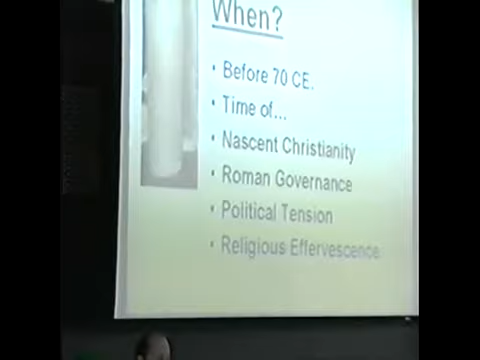 When?
• Before 70 CE.
• Time of...
• Nascent Christianity
• Roman Governance
• Political Tension
• Religious Effervescence